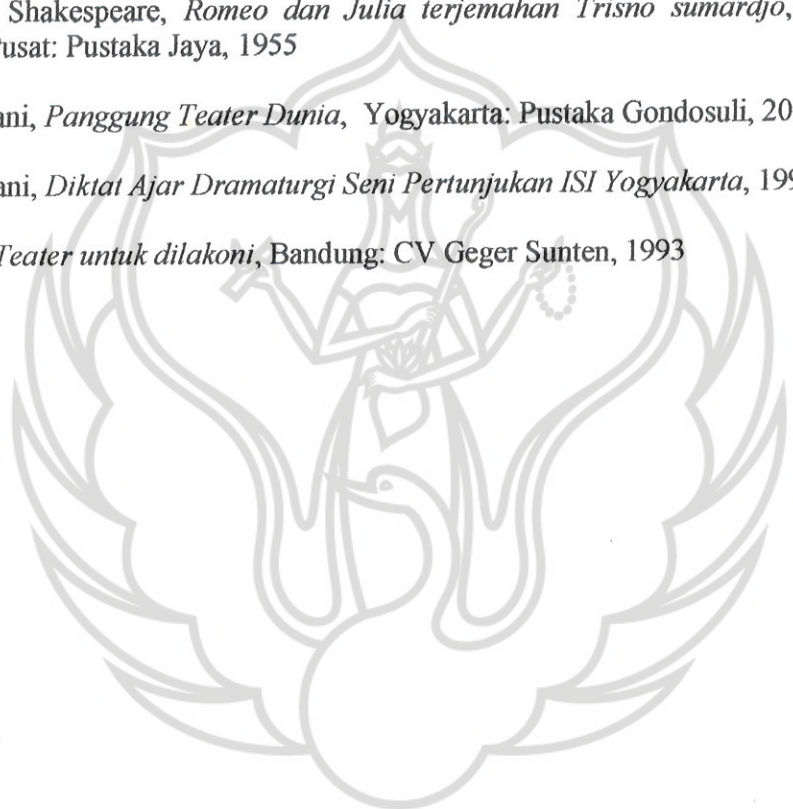 Shakespeare, Romeo dan Julia terjemahan Trisno sumardjo,
Pusat: Pustaka Jaya, 1955
ani, Panggung Teater Dunia, Yogyakarta: Pustaka Gondosuli, 20
ani, Diktat Ajar Dramaturgi Seni Pertunjukan ISI Yogyakarta, 199
Teater untuk dilakoni, Bandung: CV Geger Sunten, 1993